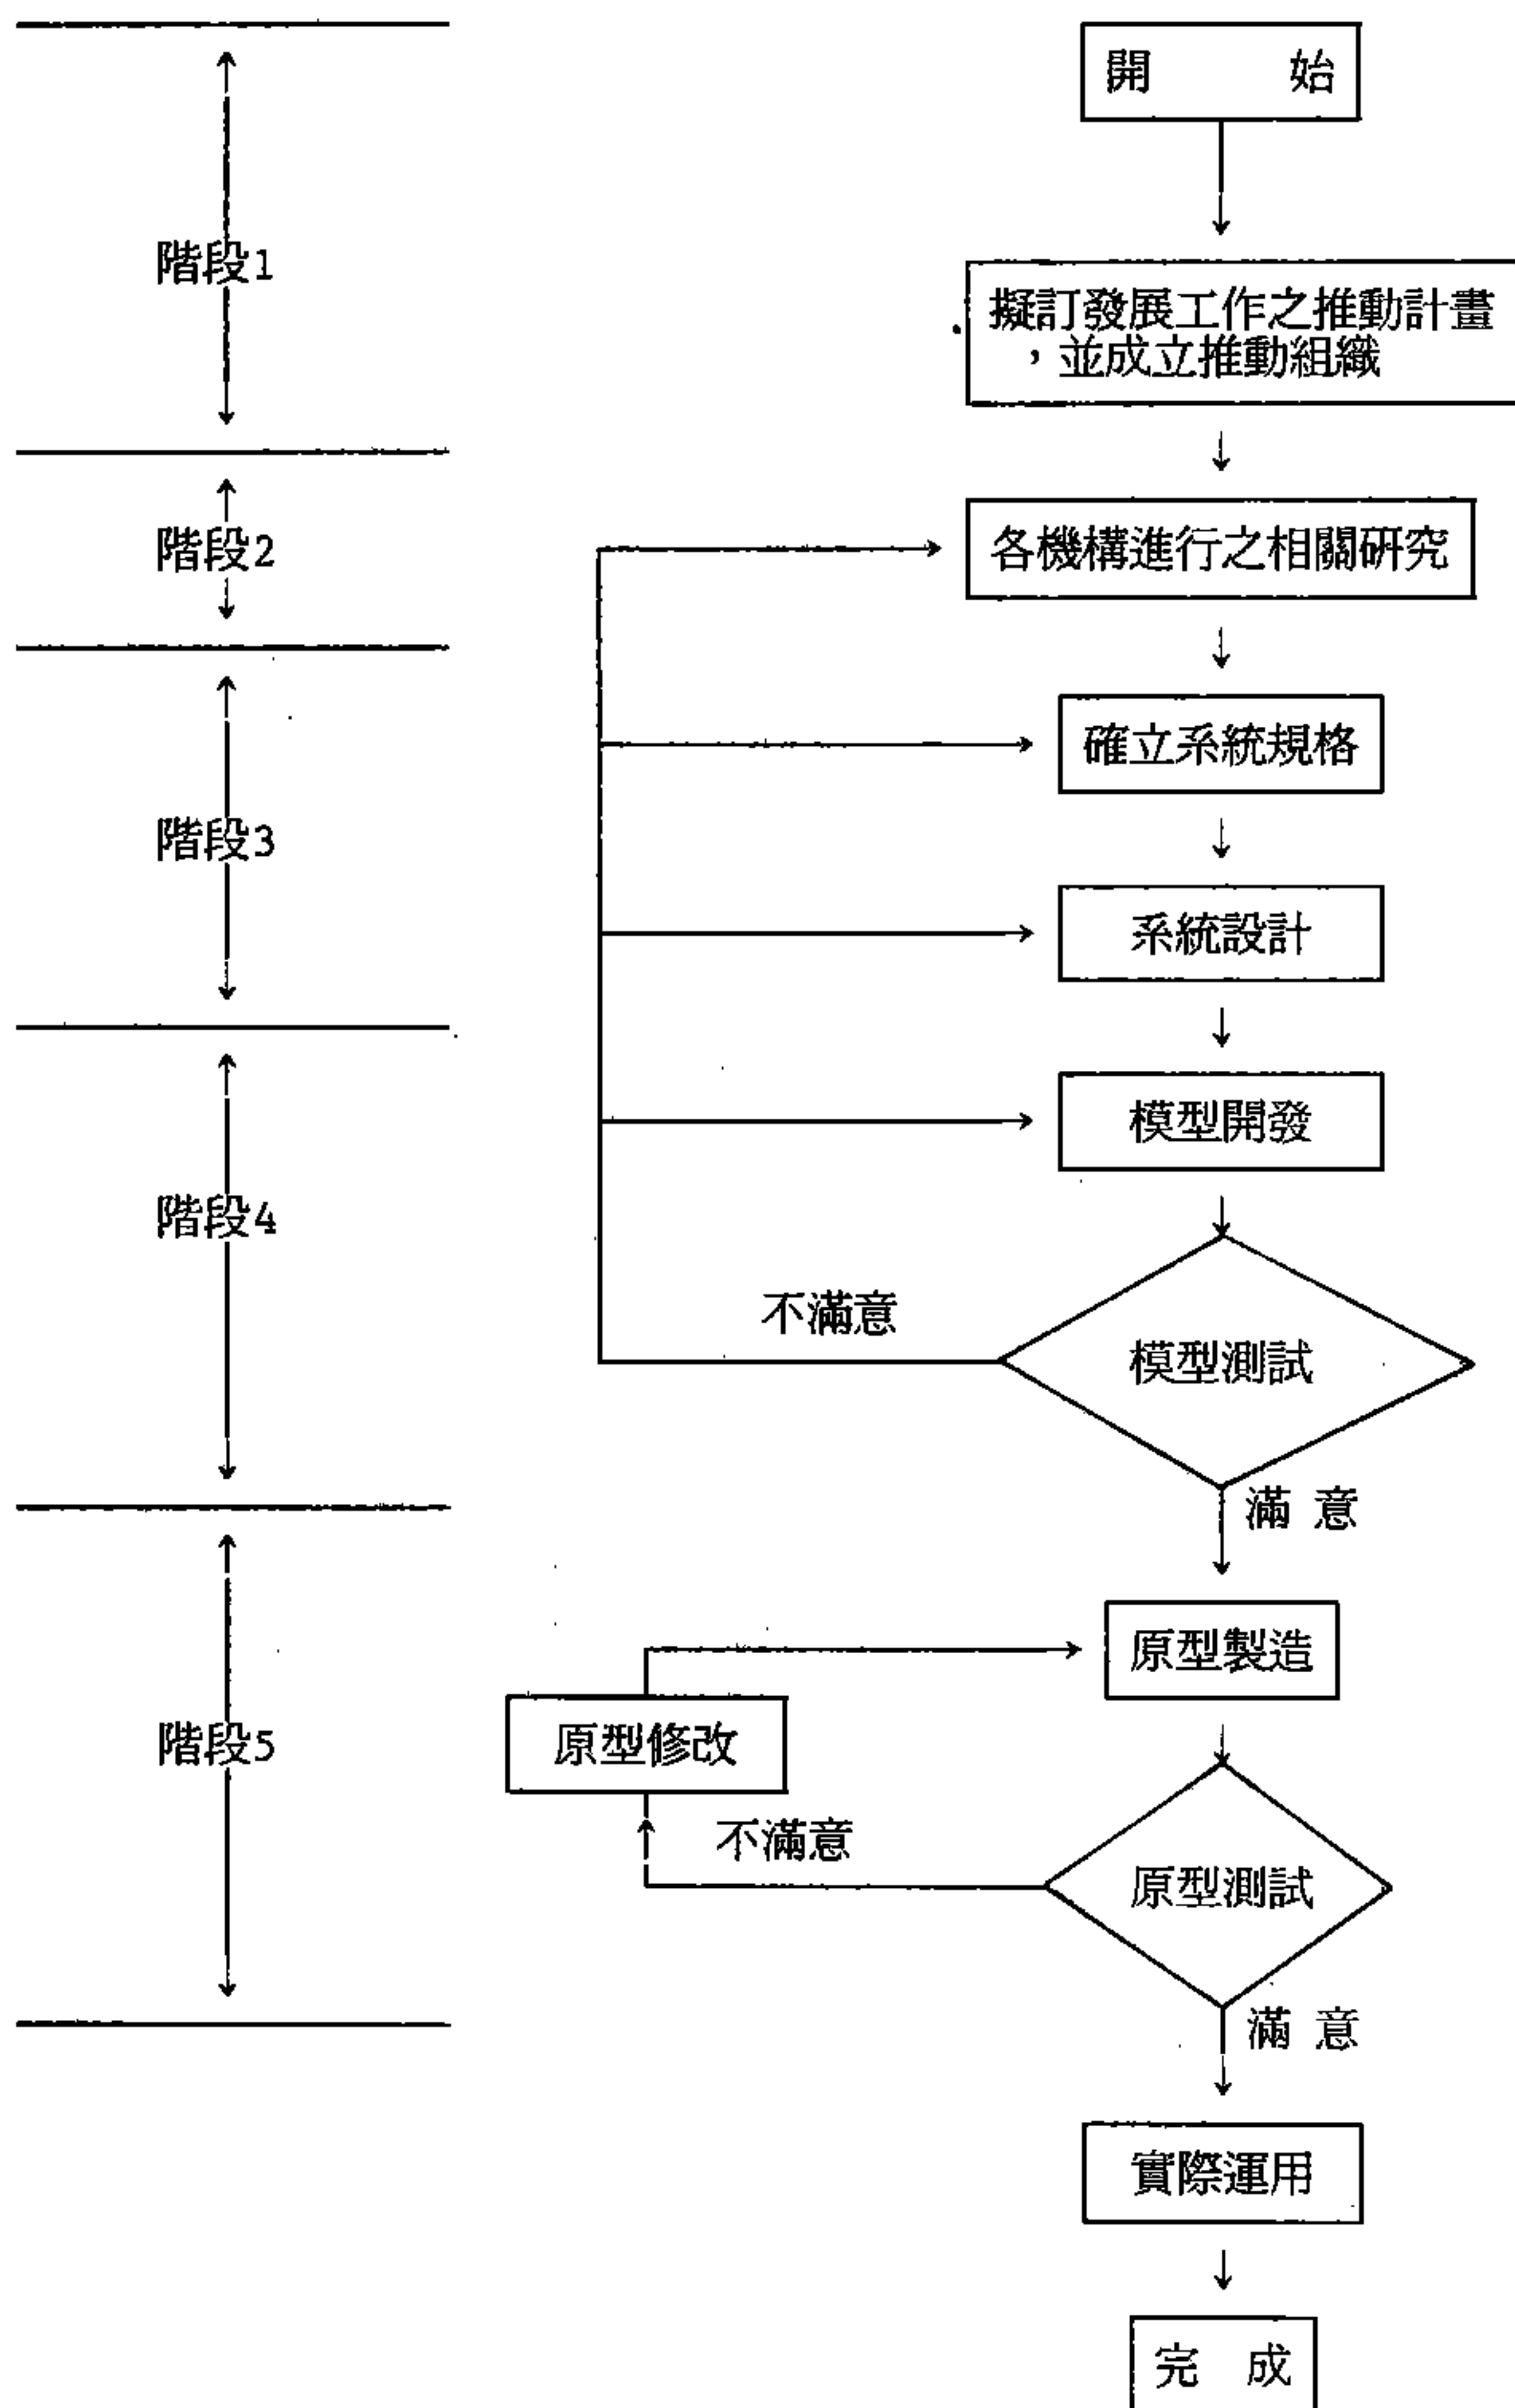 開 始
階段1
擬訂發展工作之推動計畫
，並成立推動組織
階段2
各機構進行之相關研究
確立系統規格
階段3
系統設計
模型開發
階段4
不滿意
模型測試
滿 意
原型製造
階段5
原型修改
不滿意
原型測試
滿 意
實際運用
完 成